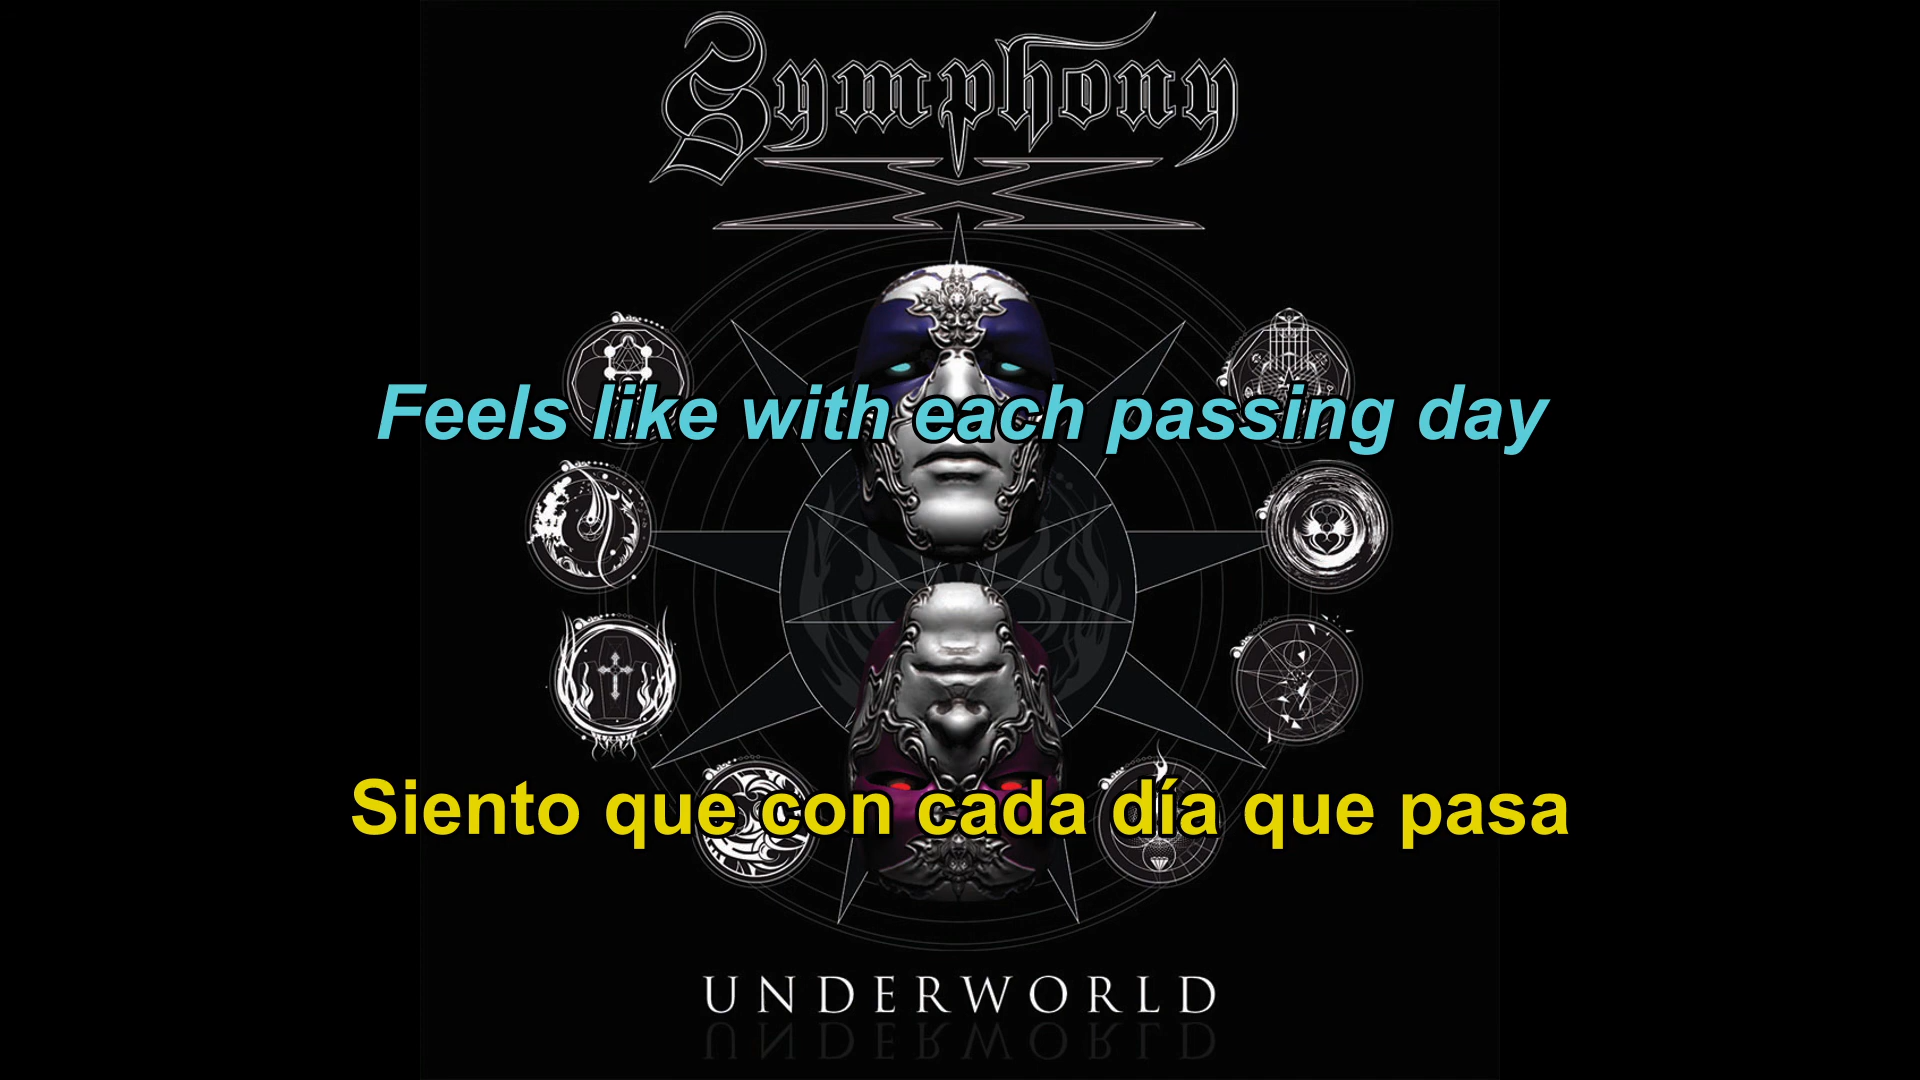 Symphony
X
Feels like with each passing day
Siento que con cada día que pasa
UNDERWORLD